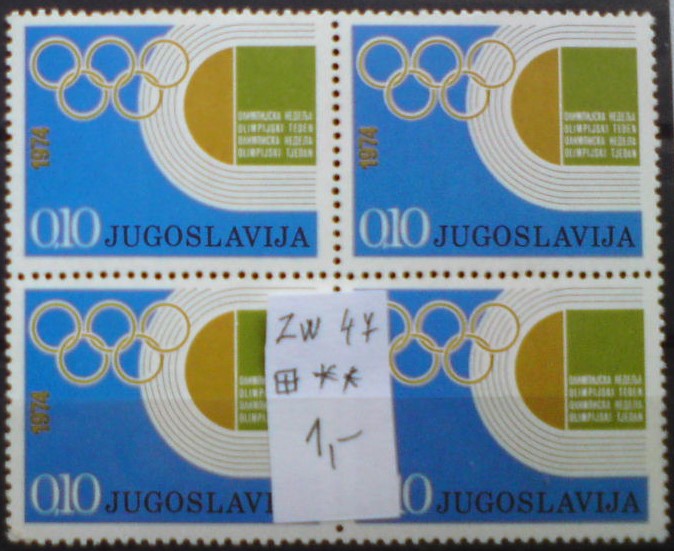 1974
ОЛИМПИЈСКА НЕДЕЉА
OLIMPIJSKI TEDEN
ОЛИМПИСКА НЕДЕЛА
OLIMPIJSKI TJEDAN
0,10 JUGOSLAVIJA
1974
ОЛИМПИЈСКА НЕДЕЉА
OLIMPIJSKI TEDEN
ОЛИМПИСКА НЕДЕЛА
OLIMPIJSKI TJEDAN
0,10 JUGOSLAVIJA
1974
0,10 JUGOSLAVI
ОЛИМПИЈСКА НЕДЕЉА
OLIMPIJSKI TEDEN
ОЛИМПИСКА НЕДЕЛА
OLIMPIJSKI TJEDAN
10 JUGOSLAVIJA
ZW 47
**
1,-